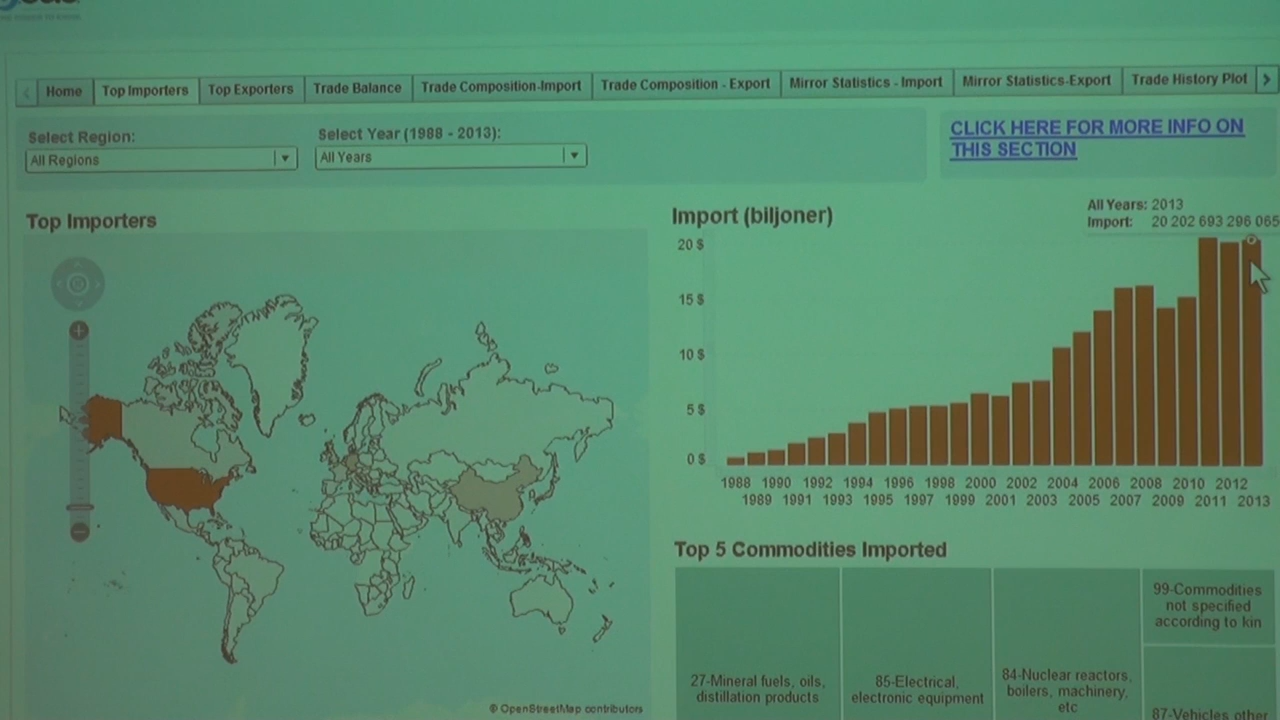 Home
Top Importers
Top Exporters
Trade Balance
Trade Composition-Import
Trade Composition - Export
Mirror Statistics - Import
Mirror Statistics-Export
Trade History Plot
Select Region:
All Regions
Select Year (1988 - 2013):
All Years
CLICK HERE FOR MORE INFO ON
THIS SECTION
Top Importers
© OpenStreetMap contributors
Import (biljoner)
All Years: 2013
Import: 20 202 693 296 065
20 $
15 $
10 $
5 $
0 $
1988 1990 1992 1994 1996 1998 2000 2002 2004 2006 2008 2010 2012
1989 1991 1993 1995 1997 1999 2001 2003 2005 2007 2009 2011 2013
Top 5 Commodities Imported
27-Mineral fuels, oils,
distillation products
85-Electrical,
electronic equipment
84-Nuclear reactors,
boilers, machinery,
etc
99-Commodities
not specified
according to kin
87-Vehicles other